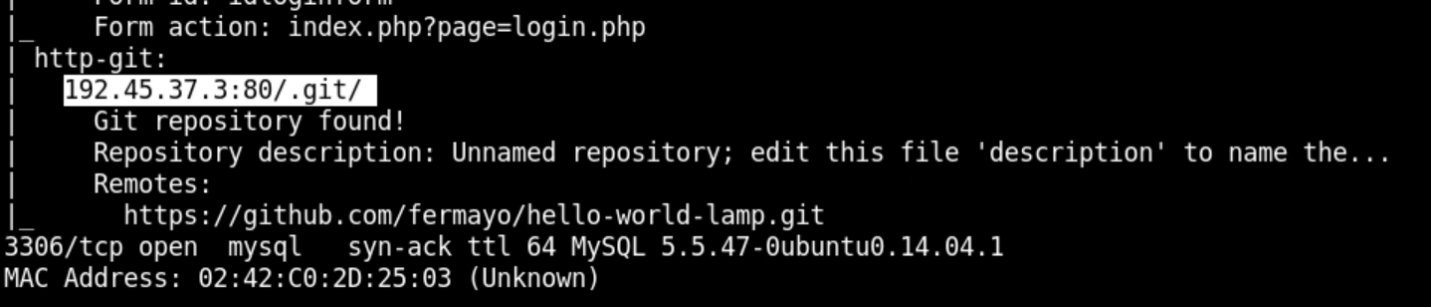 | Form id: idloginform
|_ Form action: index.php?page=login.php
| http-git:
| 192.45.37.3:80/.git/
| Git repository found!
| Repository description: Unnamed repository; edit this file 'description' to name the...
| Remotes:
|_ https://github.com/fermayo/hello-world-lamp.git
3306/tcp open mysql syn-ack ttl 64 MySQL 5.5.47-0ubuntu0.14.04.1
MAC Address: 02:42:C0:2D:25:03 (Unknown)